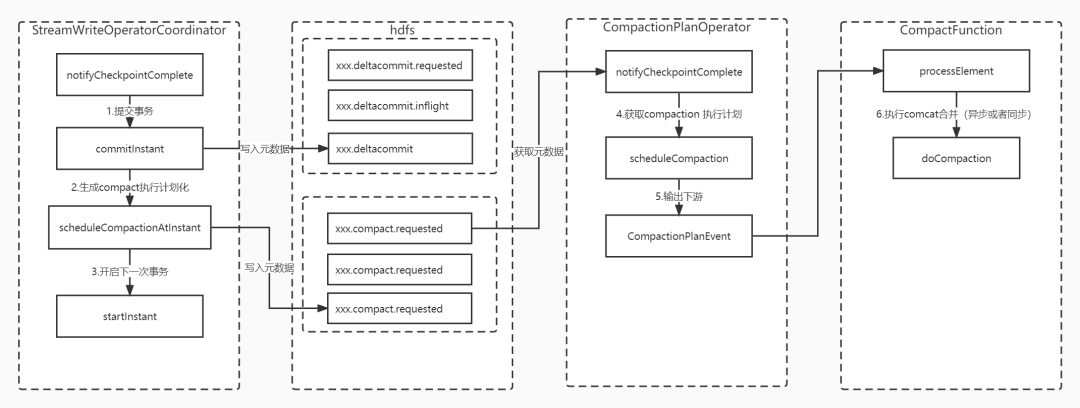 StreamWriteOperatorCoordinator
notifyCheckpointComplete
1.提交事务
commitInstant
2.生成compact执行计划化
scheduleCompactionAtInstant
3.开启下一次事务
startInstant
写入元数据
写入元数据
hdfs
xxx.deltacommit.requested
xxx.deltacommit.inflight
xxx.deltacommit
xxx.compact.requested
xxx.compact.requested
xxx.compact.requested
获取元数据
CompactionPlanOperator
notifyCheckpointComplete
4.获取compaction 执行计划
scheduleCompaction
5.输出下游
CompactionPlanEvent
CompactFunction
processElement
6.执行comcat合并（异步或者同步）
doCompaction